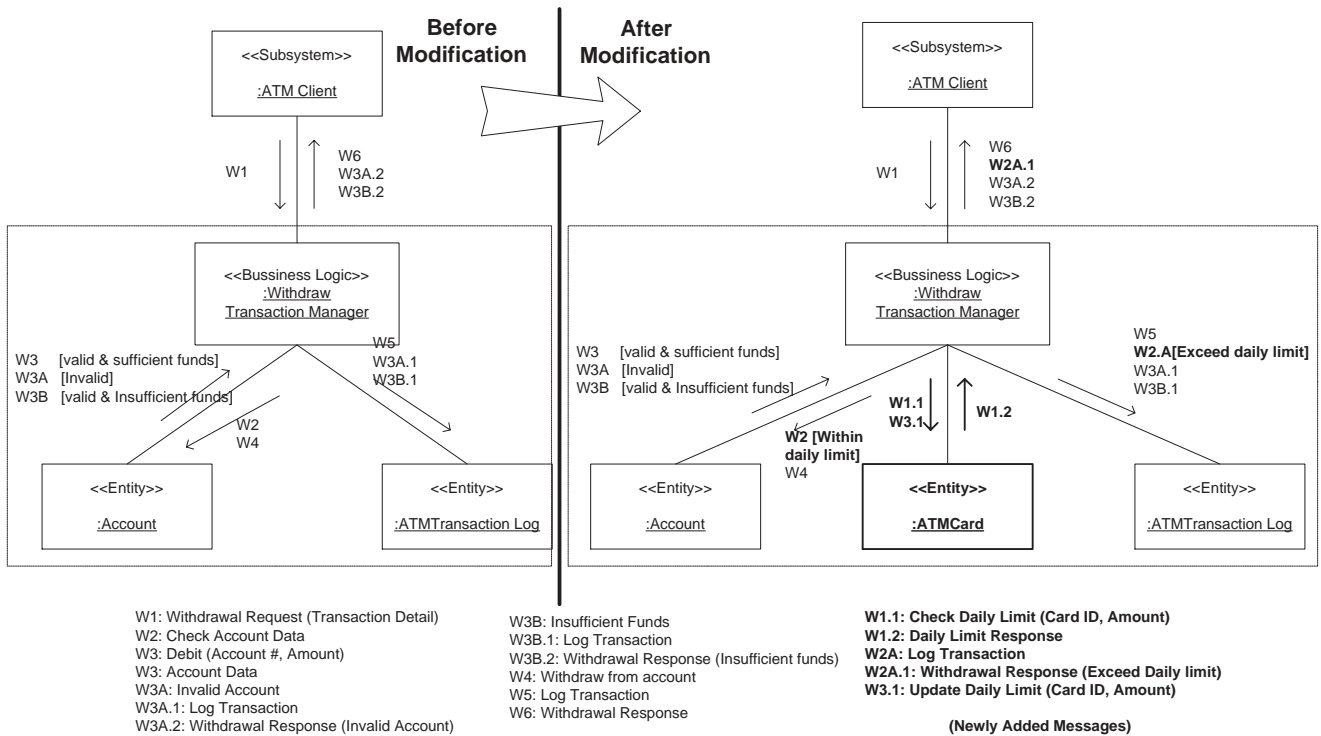 Before
Modification
After
Modification
<<Subsystem>>
:ATM Client
W1
W6
W3A.2
W3B.2
<<Bussiness Logic>>
:Withdraw
Transaction Manager
W3 [valid & sufficient funds]
W3A [Invalid]
W3B [valid & Insufficient funds]
W5
W3A.1
W3B.1
W2
W4
<<Entity>>
:Account
<<Entity>>
:ATMTransaction Log
<<Subsystem>>
:ATM Client
W1
W6
W2A.1
W3A.2
W3B.2
<<Bussiness Logic>>
:Withdraw
Transaction Manager
W3 [valid & sufficient funds]
W3A [Invalid]
W3B [valid & Insufficient funds]
W5
W2.A[Exceed daily limit]
W3A.1
W3B.1
W1.1
W3.1
W1.2
W2 [Within
daily limit]
W4
<<Entity>>
:Account
<<Entity>>
:ATMCard
<<Entity>>
:ATMTransaction Log
W1: Withdrawal Request (Transaction Detail)
W2: Check Account Data
W3: Debit (Account #, Amount)
W3: Account Data
W3A: Invalid Account
W3A.1: Log Transaction
W3A.2: Withdrawal Response (Invalid Account)
W3B: Insufficient Funds
W3B.1: Log Transaction
W3B.2: Withdrawal Response (Insufficient funds)
W4: Withdraw from account
W5: Log Transaction
W6: Withdrawal Response
W1.1: Check Daily Limit (Card ID, Amount)
W1.2: Daily Limit Response
W2A: Log Transaction
W2A.1: Withdrawal Response (Exceed Daily limit)
W3.1: Update Daily Limit (Card ID, Amount)
(Newly Added Messages)